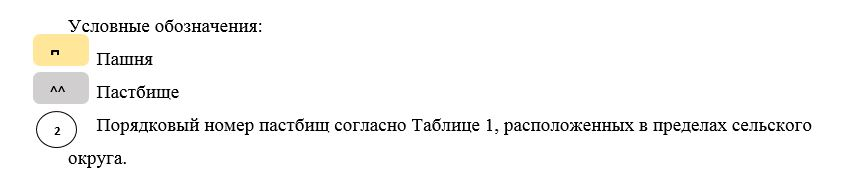 Условные обозначения:
п Пашня
^^ Пастбище
2 Порядковый номер пастбищ согласно Таблице 1, расположенных в пределах сельского
округа.